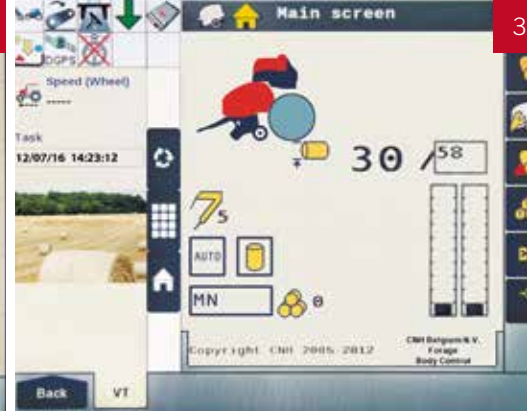 Main screen
3
DGPS
Speed (Wheel)
-----
Task
12/07/16 14:23:12
30 / 58
5
AUTO
MN
0
Copyright CNH 2005-2012
CNH Belgium N.V.
Forage
Body Control
Back
VT